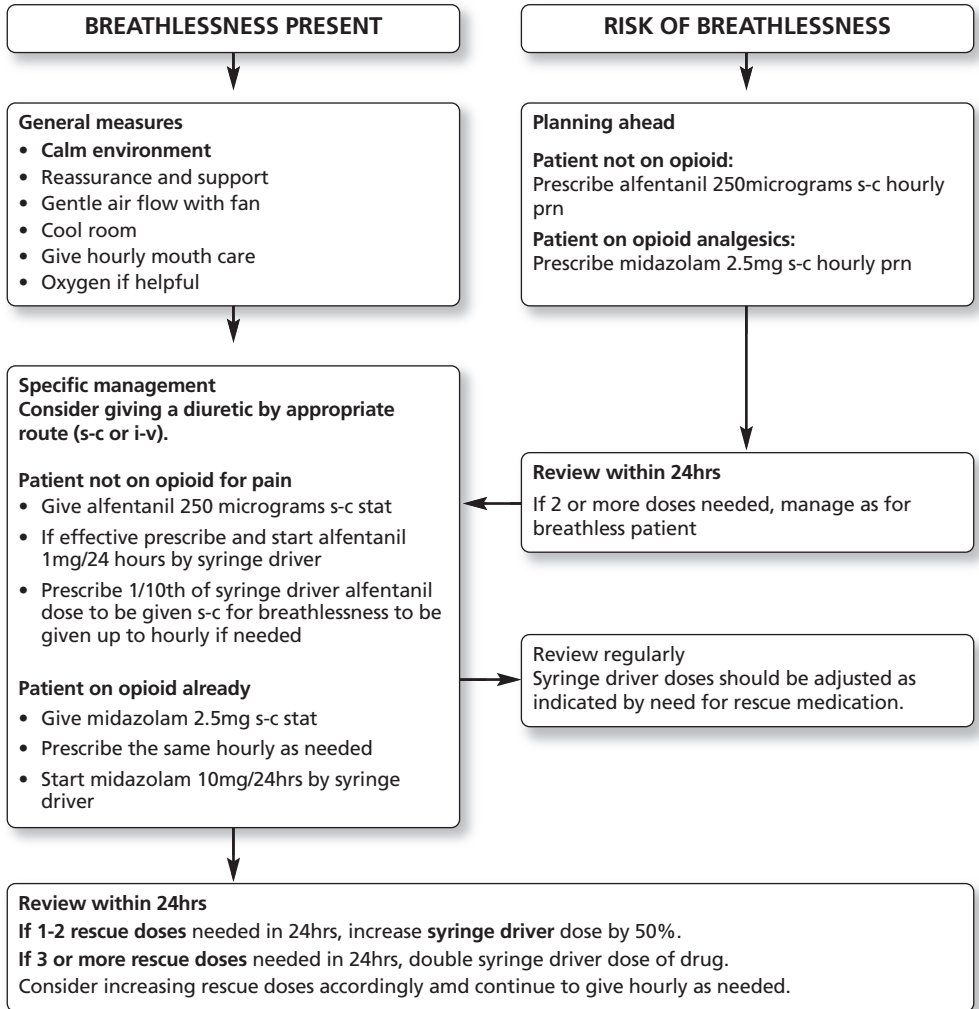 BREATHLESSNESS PRESENT
General measures
• Calm environment
• Reassurance and support
• Gentle air flow with fan
• Cool room
• Give hourly mouth care
• Oxygen if helpful
Specific management
Consider giving a diuretic by appropriate
route (s-c or i-v).
Patient not on opioid for pain
• Give alfentanil 250 micrograms s-c stat
• If effective prescribe and start alfentanil
1mg/24 hours by syringe driver
• Prescribe 1/10th of syringe driver alfentanil
dose to be given s-c for breathlessness to be
given up to hourly if needed
Patient on opioid already
• Give midazolam 2.5mg s-c stat
• Prescribe the same hourly as needed
• Start midazolam 10mg/24hrs by syringe
driver
RISK OF BREATHLESSNESS
Planning ahead
Patient not on opioid:
Prescribe alfentanil 250micrograms s-c hourly
prn
Patient on opioid analgesics:
Prescribe midazolam 2.5mg s-c hourly prn
Review within 24hrs
If 2 or more doses needed, manage as for
breathless patient
Review regularly
Syringe driver doses should be adjusted as
indicated by need for rescue medication.
Review within 24hrs
If 1-2 rescue doses needed in 24hrs, increase syringe driver dose by 50%.
If 3 or more rescue doses needed in 24hrs, double syringe driver dose of drug.
Consider increasing rescue doses accordingly amd continue to give hourly as needed.